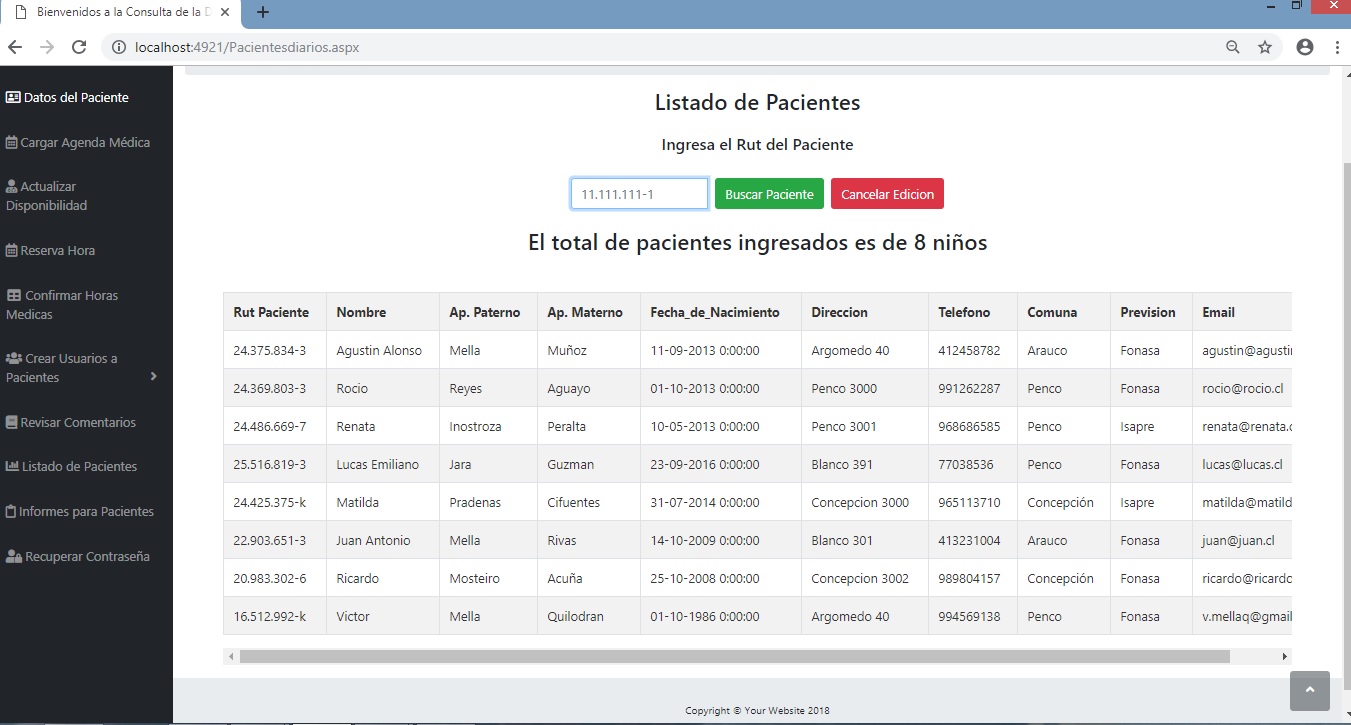 Bienvenidos a la Consulta de la D
localhost:4921/Pacientesdiarios.aspx
Datos del Paciente
Cargar Agenda Médica
Actualizar
Disponibilidad
Reserva Hora
Confirmar Horas
Medicas
Crear Usuarios a
Pacientes
Revisar Comentarios
Listado de Pacientes
Informes para Pacientes
Recuperar Contraseña
Listado de Pacientes
Ingresa el Rut del Paciente
11.111.111-1 Buscar Paciente Cancelar Edicion
El total de pacientes ingresados es de 8 niños
Rut Paciente Nombre Ap. Paterno Ap. Materno Fecha_de_Nacimiento Direccion Telefono Comuna Prevision Email
24.375.834-3 Agustin Alonso Mella Muñoz 11-09-2013 0:00:00 Argomedo 40 412458782 Arauco Fonasa agustin@agusti
24.369.803-3 Rocio Reyes Aguayo 01-10-2013 0:00:00 Penco 3000 991262287 Penco Fonasa rocio@rocio.cl
24.486.669-7 Renata Inostroza Peralta 10-05-2013 0:00:00 Penco 3001 968686585 Penco Isapre renata@renata.c
25.516.819-3 Lucas Emiliano Jara Guzman 23-09-2016 0:00:00 Blanco 391 77038536 Penco Fonasa lucas@lucas.cl
24.425.375-k Matilda Pradenas Cifuentes 31-07-2014 0:00:00 Concepcion 3000 965113710 Concepción Isapre matilda@matild
22.903.651-3 Juan Antonio Mella Rivas 14-10-2009 0:00:00 Blanco 301 413231004 Arauco Fonasa juan@juan.cl
20.983.302-6 Ricardo Mosteiro Acuña 25-10-2008 0:00:00 Concepcion 3002 989804157 Concepción Fonasa ricardo@ricardo
16.512.992-k Victor Mella Quilodran 01-10-1986 0:00:00 Argomedo 40 994569138 Penco Fonasa v.mellaq@gmail
Copyright © Your Website 2018